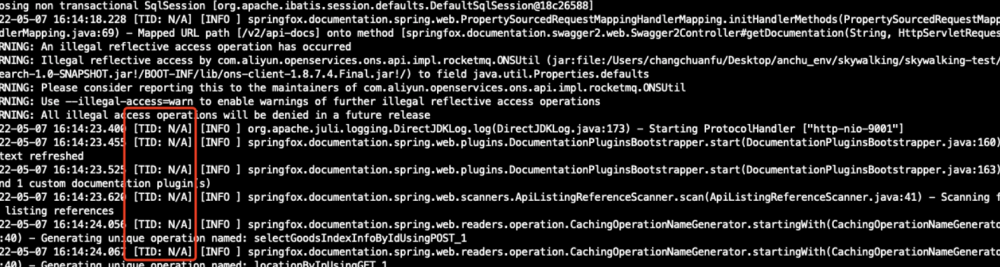 osing non transactional SqlSession [org.apache.ibatis.session.defaults.DefaultSqlSession@18c26588]
22-05-07 16:14:18.228 [TID: N/A] [INFO ] springfox.documentation.spring.web.PropertySourcedRequestMappingHandlerMapping.initHandlerMethods(PropertySourcedRequestMapp
dlerMapping.java:69) - Mapped URL path [/v2/api-docs] onto method [springfox.documentation.swagger2.web.Swagger2Controller#getDocumentation(String, HttpServletReques
RNING: An illegal reflective access operation has occurred
RNING: Illegal reflective access by com.aliyun.openservices.ons.api.impl.rocketmq.ONSUtil (jar:file:/Users/changchuanfu/Desktop/anchu_env/skywalking/skywalking-test/
earch-1.0-SNAPSHOT.jar!/BOOT-INF/lib/ons-client-1.8.7.4.Final.jar!/) to field java.util.Properties.defaults
RNING: Please consider reporting this to the maintainers of com.aliyun.openservices.ons.api.impl.rocketmq.ONSUtil
RNING: Use --illegal-access=warn to enable warnings of further illegal reflective access operations
RNING: All illegal access operations will be denied in a future release
22-05-07 16:14:23.400 [TID: N/A] [INFO ] org.apache.juli.logging.DirectJDKLog.log(DirectJDKLog.java:173) - Starting ProtocolHandler ["http-nio-9001"]
22-05-07 16:14:23.455 [TID: N/A] [INFO ] springfox.documentation.spring.web.plugins.DocumentationPluginsBootstrapper.start(DocumentationPluginsBootstrapper.java:160)
text refreshed
22-05-07 16:14:23.525 [TID: N/A] [INFO ] springfox.documentation.spring.web.plugins.DocumentationPluginsBootstrapper.start(DocumentationPluginsBootstrapper.java:163)
nd 1 custom documentation plugin(s)
22-05-07 16:14:23.620 [TID: N/A] [INFO ] springfox.documentation.spring.web.scanners.ApiListingReferenceScanner.scan(ApiListingReferenceScanner.java:41) - Scanning f
listing references
22-05-07 16:14:24.056 [TID: N/A] [INFO ] springfox.documentation.spring.web.readers.operation.CachingOperationNameGenerator.startingWith(CachingOperationNameGenerato
:40) - Generating unique operation named: selectGoodsIndexInfoByIdUsingPOST_1
22-05-07 16:14:24.067 [TID: N/A] [INFO ] springfox.documentation.spring.web.readers.operation.CachingOperationNameGenerator.startingWith(CachingOperationNameGenerato
:40) - Generating unique operation named: locationByIpUsingGET_1